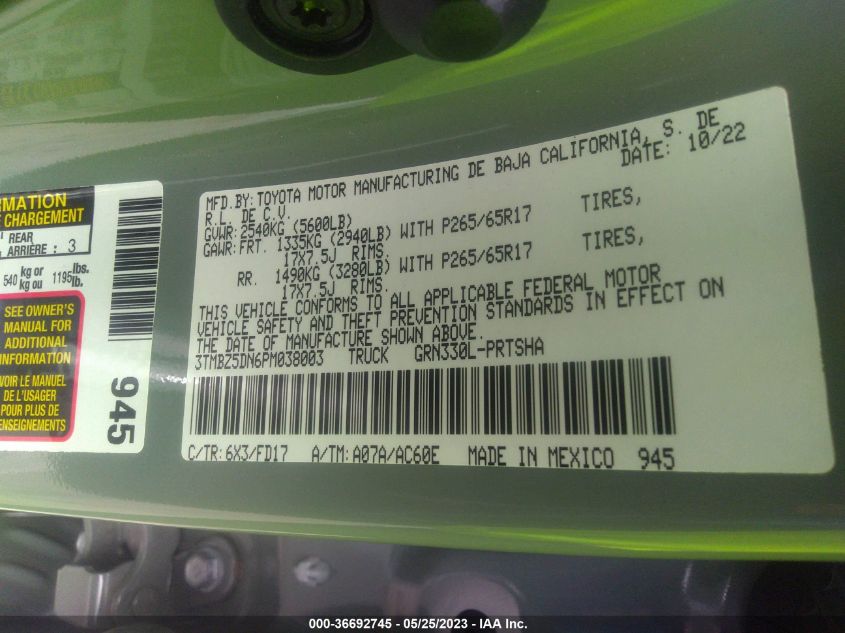 MFD.BY: TOYOTA MOTOR MANUFACTURING DE BAJA CALIFORNIA, S. DE
R.L. DE C.V. DATE: 10/22
GVWR: 2540KG (5600LB)
GAWR: FRT. 1335KG (2940LB) WITH P265/65R17 TIRES,
17X7.5J RIMS.
RR. 1490KG (3280LB) WITH P265/65R17 TIRES,
17X7.5J RIMS.
THIS VEHICLE CONFORMS TO ALL APPLICABLE FEDERAL MOTOR
VEHICLE SAFETY AND THEFT PREVENTION STANDARDS IN EFFECT ON
THE DATE OF MANUFACTURE SHOWN ABOVE.
3TMBZ5DN6PM038003 TRUCK GRN330L-PRTSHA
C/TR: 6X3/FD17 A/TM: A07A/AC60E MADE IN MEXICO 945
CHARGEMENT
REAR
ARRIÈRE : 3
540 kg or 1195 lbs.
kg ou lb.
SEE OWNER'S
MANUAL FOR
ADDITIONAL
INFORMATION
VOIR LE MANUEL
DE L'USAGER
POUR PLUS DE
RENSEIGNEMENTS
945
000-36692745 - 05/25/2023 - IAA Inc.